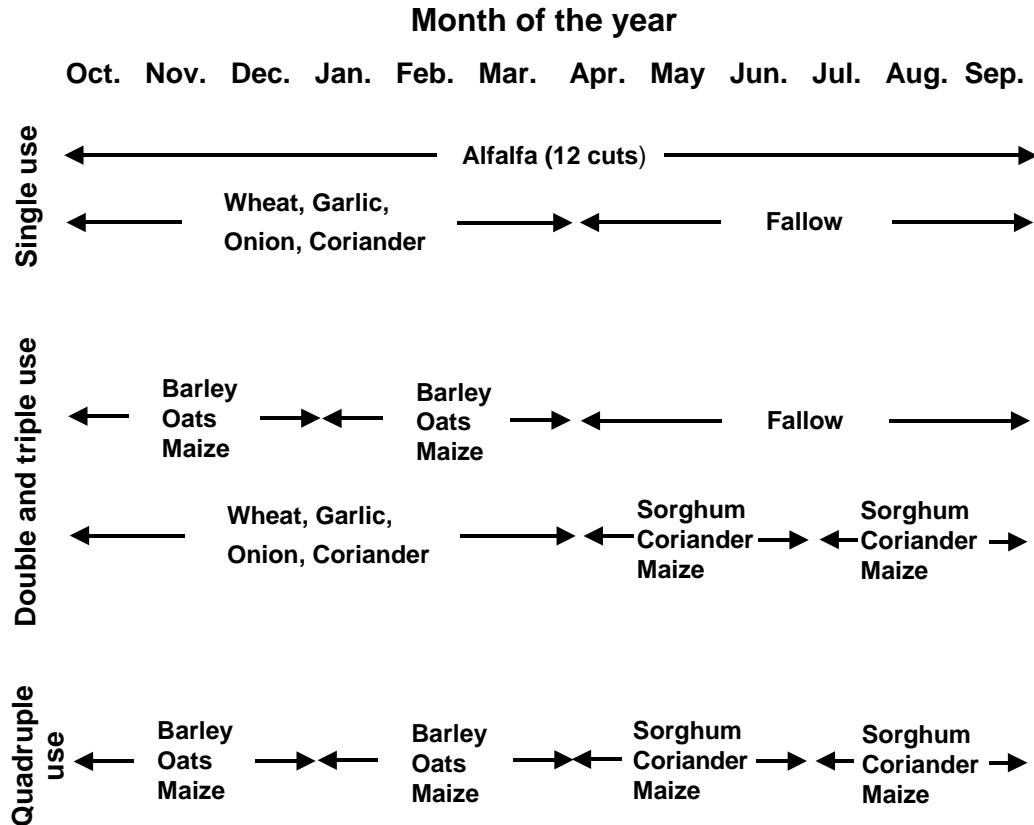 Month of the year
Oct. Nov. Dec. Jan. Feb. Mar. Apr. May Jun. Jul. Aug. Sep.
Single use
Alfalfa (12 cuts)
Wheat, Garlic,
Onion, Coriander
Fallow
Double and triple use
Barley
Oats
Maize
Barley
Oats
Maize
Fallow
Wheat, Garlic,
Onion, Coriander
Sorghum
Coriander
Maize
Sorghum
Coriander
Maize
Quadruple
use
Barley
Oats
Maize
Barley
Oats
Maize
Sorghum
Coriander
Maize
Sorghum
Coriander
Maize